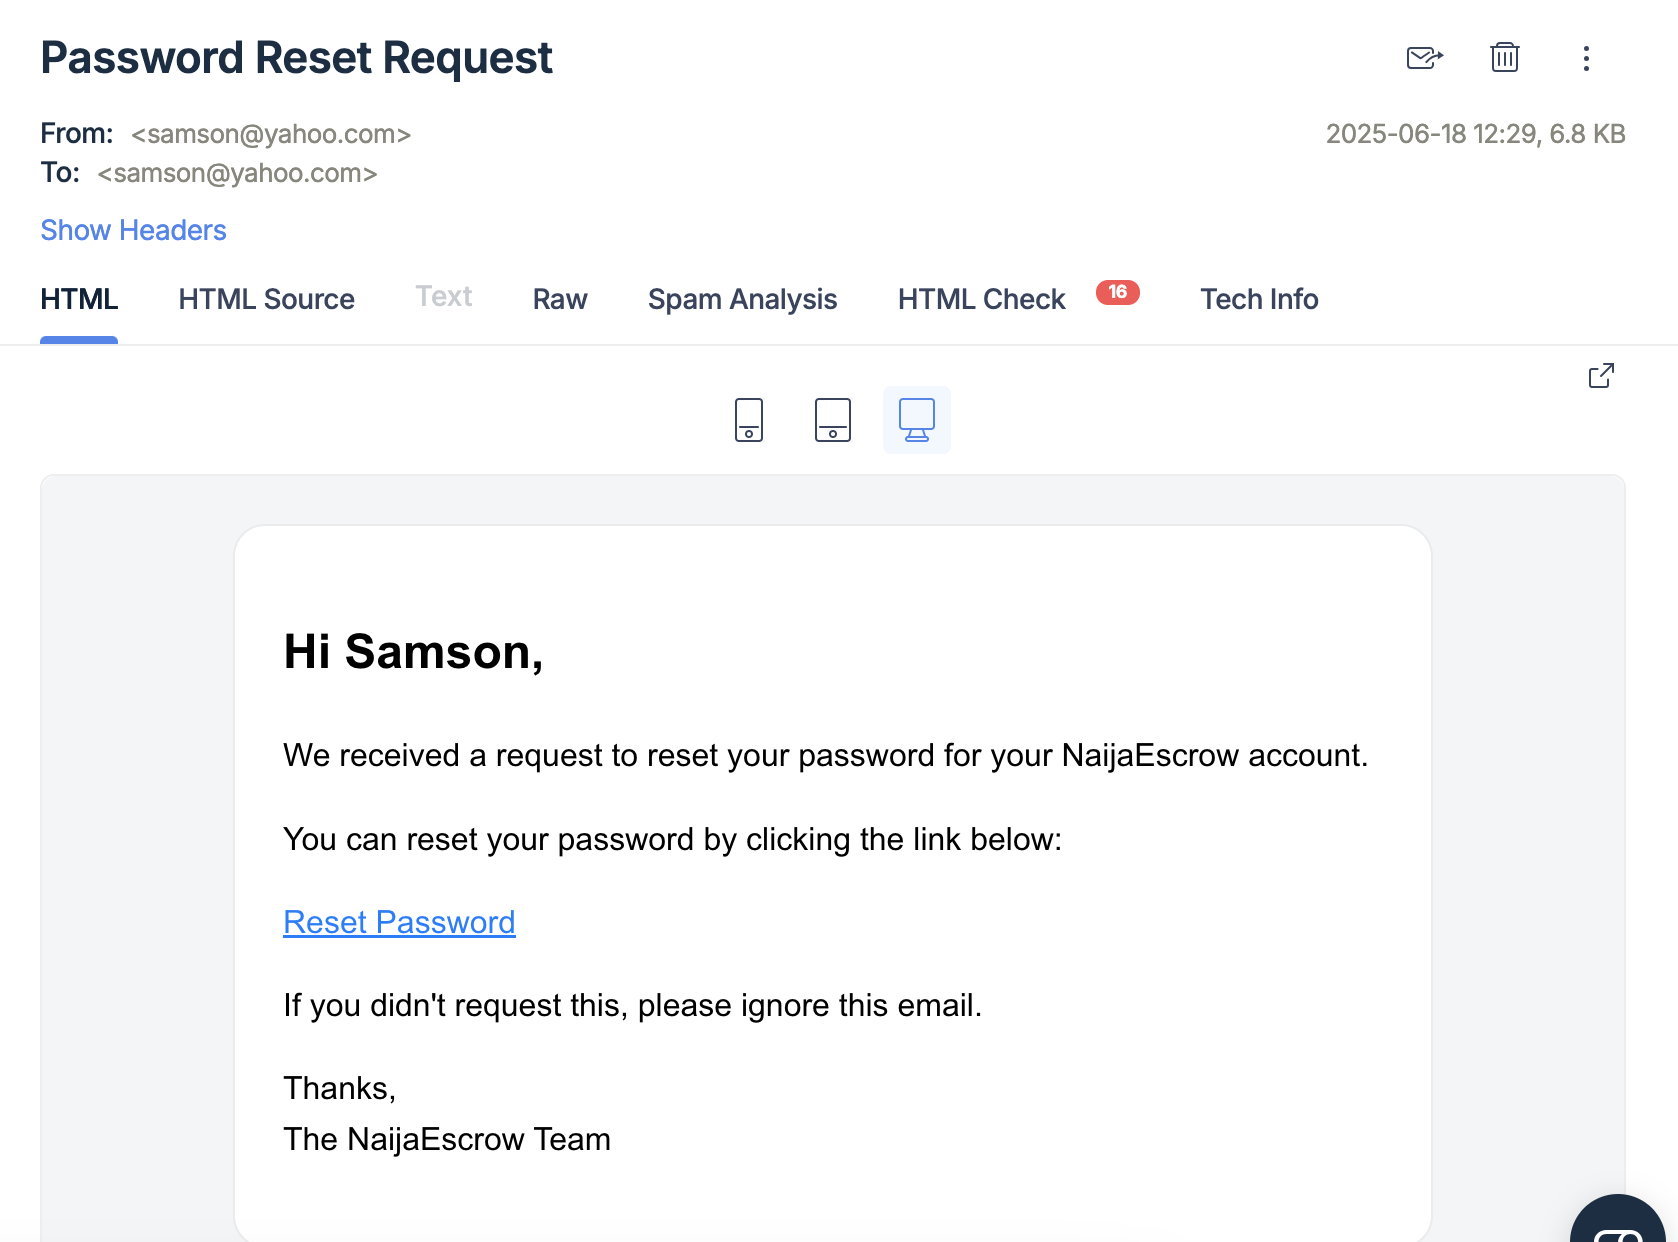 Password Reset Request
From: <samson@yahoo.com>
2025-06-18 12:29, 6.8 KB
To: <samson@yahoo.com>
Show Headers
HTML HTML Source Text Raw Spam Analysis HTML Check 16 Tech Info
Hi Samson,
We received a request to reset your password for your NaijaEscrow account.
You can reset your password by clicking the link below:
Reset Password
If you didn't request this, please ignore this email.
Thanks,
The NaijaEscrow Team